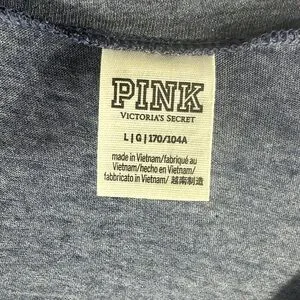 PINK
VICTORIA'S SECRET
L | G | 170/104A
made in Vietnam/fabriqué au
Vietnam/hecho en Vietnam/
fabbricato in Vietnam/ 越南制造